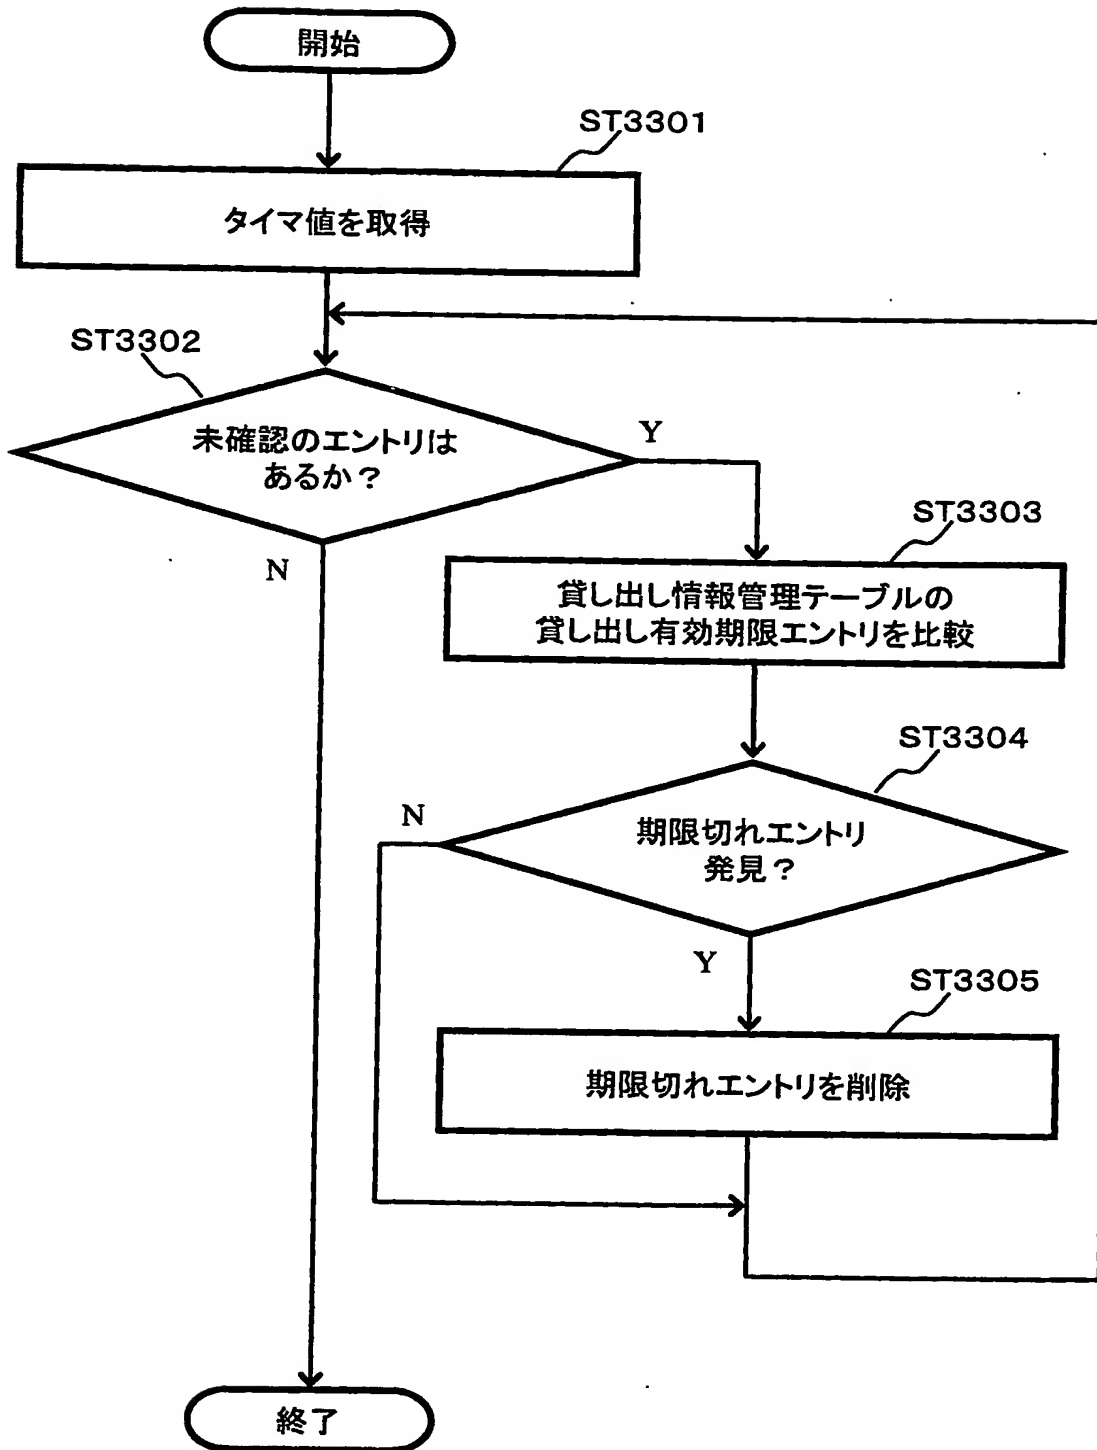 開始
ST3301
タイマ値を取得
ST3302
未確認のエントリは
あるか？
Y
N
ST3303
貸し出し情報管理テーブルの
貸し出し有効期限エントリを比較
ST3304
N
期限切れエントリ
発見？
Y
ST3305
期限切れエントリを削除
終了